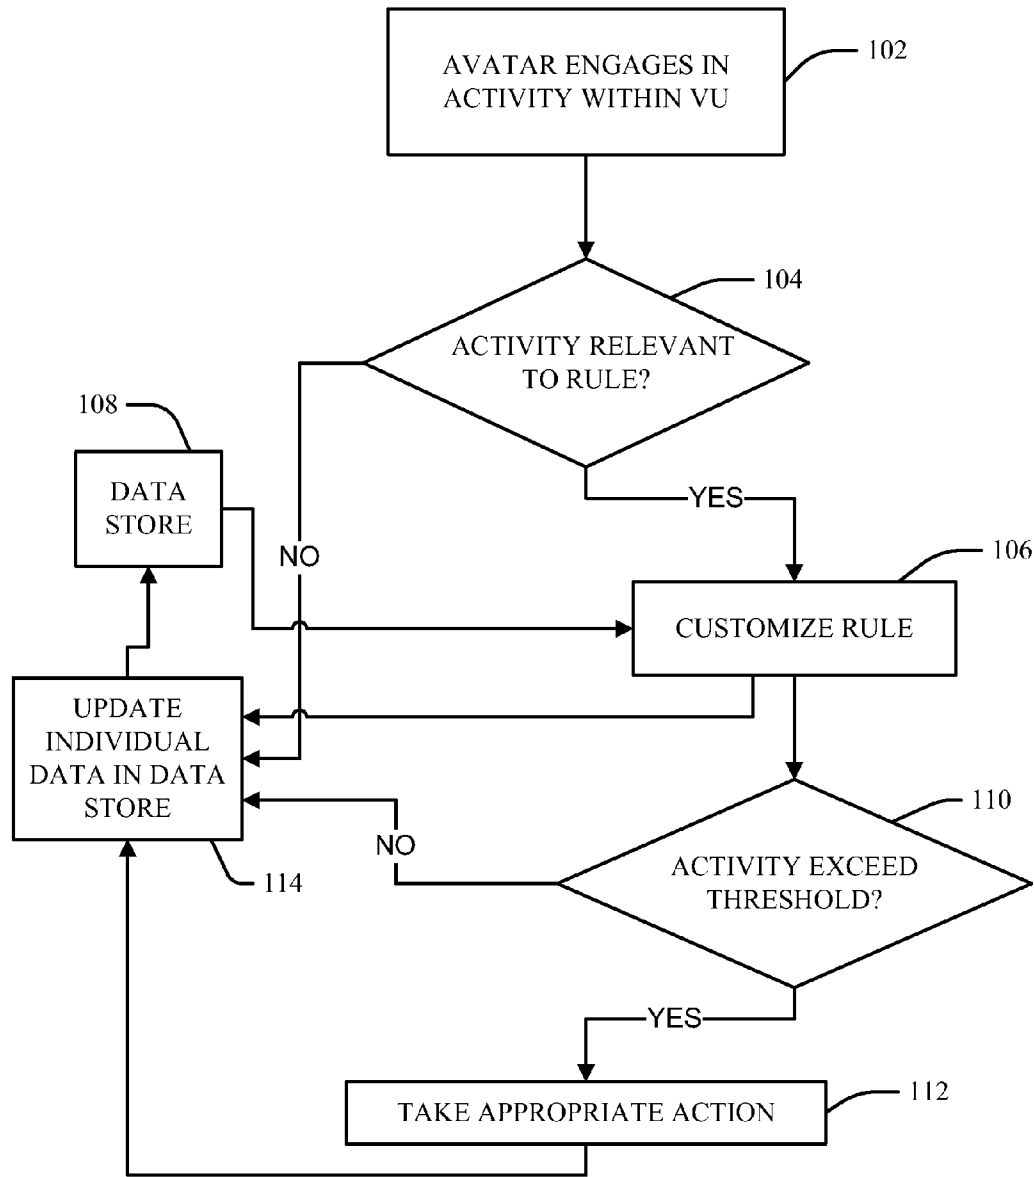 AVATAR ENGAGES IN
ACTIVITY WITHIN VU
102
104
ACTIVITY RELEVANT
TO RULE?
108
DATA
STORE
YES
NO
106
CUSTOMIZE RULE
UPDATE
INDIVIDUAL
DATA IN DATA
STORE
110
NO
ACTIVITY EXCEED
THRESHOLD?
114
YES
112
TAKE APPROPRIATE ACTION